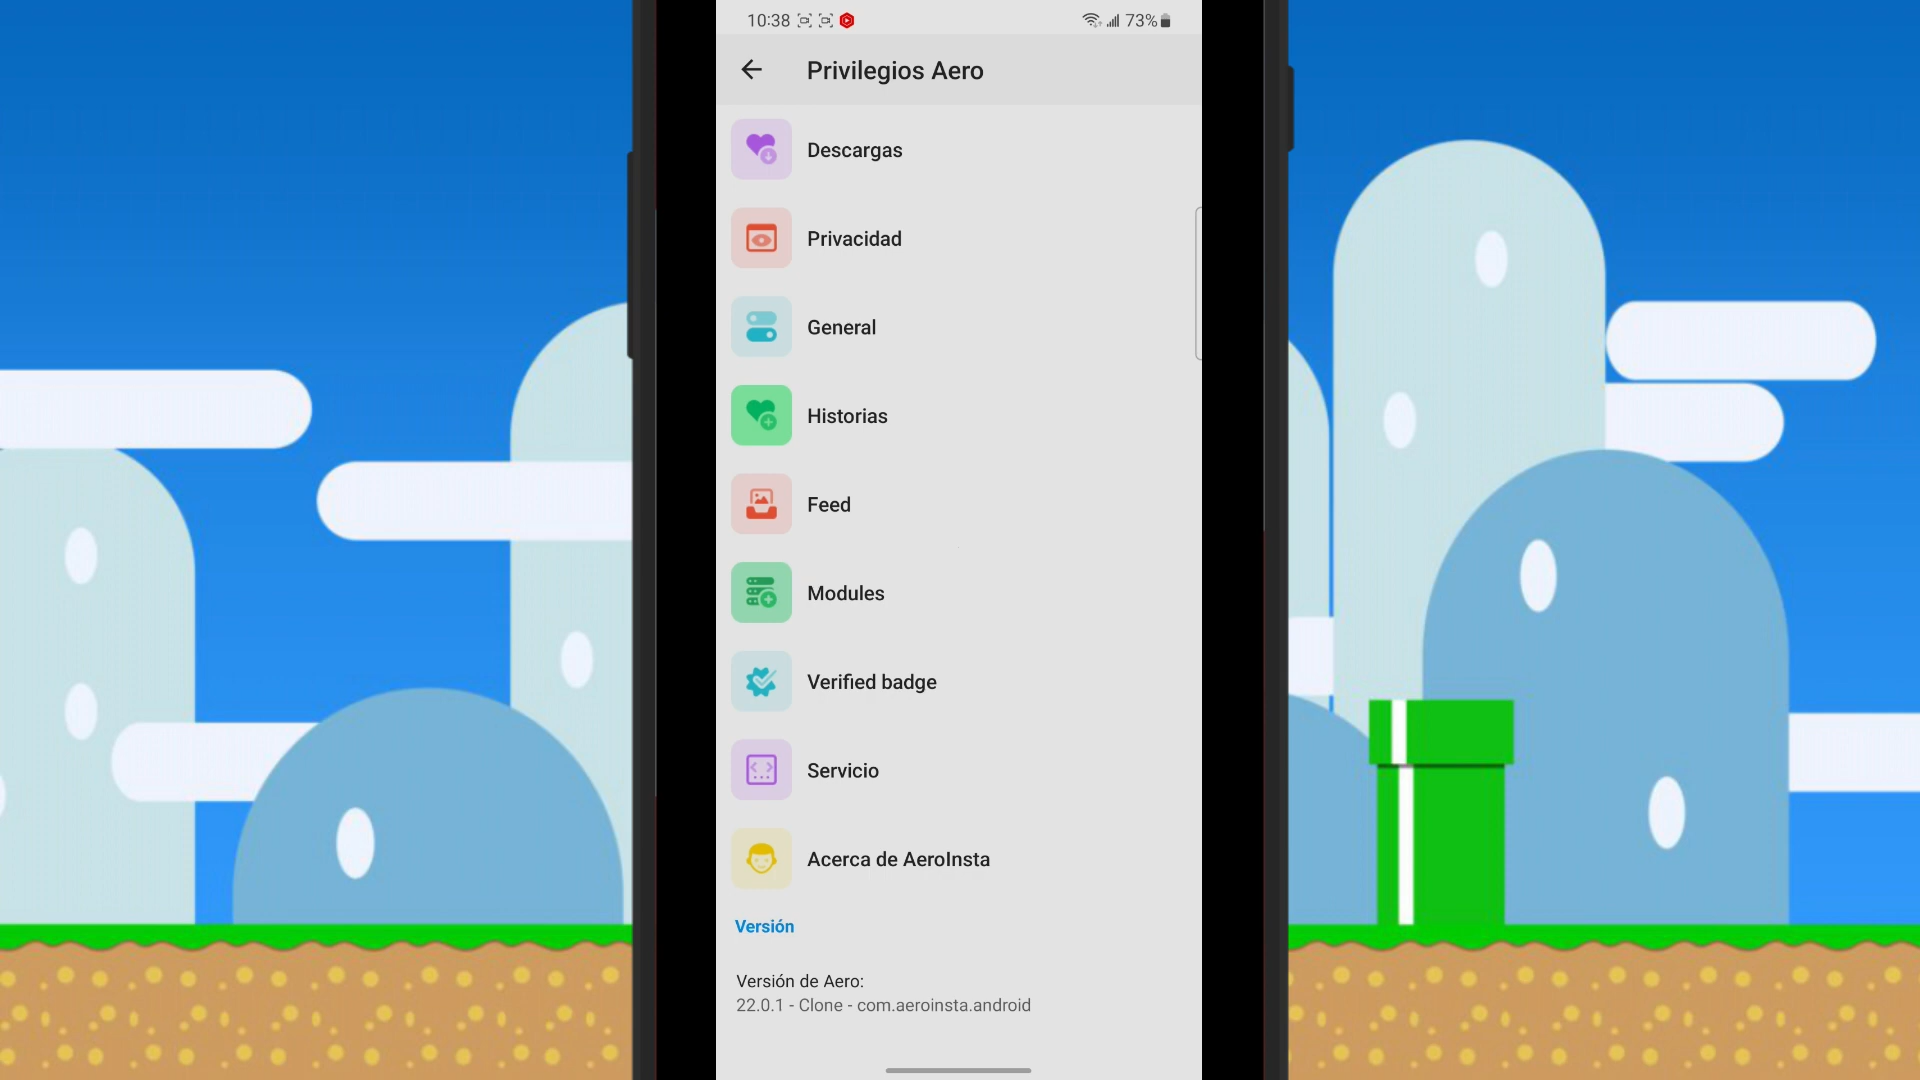 10:38 73%
Privilegios Aero
Descargas
Privacidad
General
Historias
Feed
Modules
Verified badge
Servicio
Acerca de AeroInsta
Versión
Versión de Aero:
22.0.1 - Clone - com.aeroinsta.android